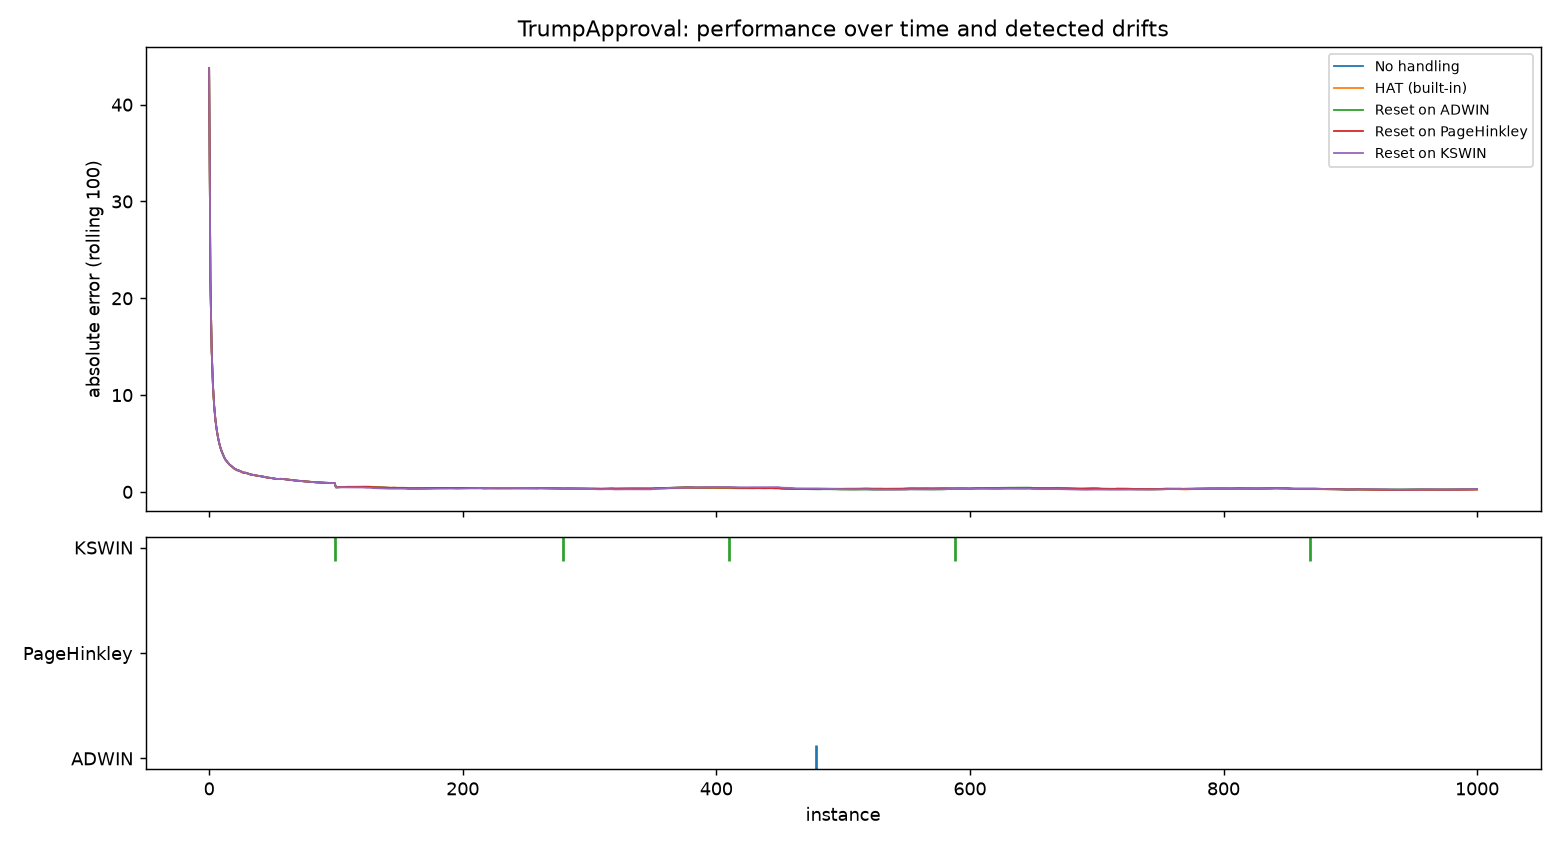 TrumpApproval: performance over time and detected drifts
absolute error (rolling 100)
40
30
20
10
0
No handling
HAT (built-in)
Reset on ADWIN
Reset on PageHinkley
Reset on KSWIN
KSWIN
PageHinkley
ADWIN
0 200 400 600 800 1000
instance